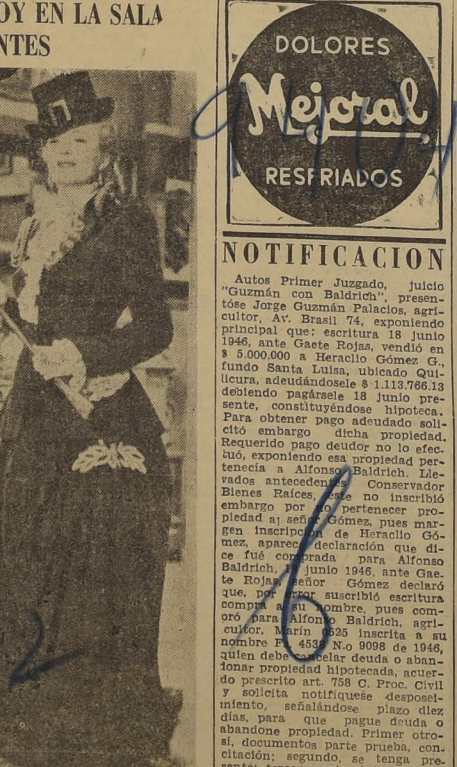 OY EN LA SALA
NTES
DOLORES
Mejoral
RESFRIADOS
NOTIFICACION
Autos Primer Juzgado, juicio
"Guzmán con Baldrich", presen-
tóse Jorge Guzmán Palacios, agri-
cultor, Av. Brasil 74, exponiendo
principal que: escritura 18 junio
1946, ante Gaete Rojas, vendió en
$ 5.000,000 a Heraclio Gómez G.,
fundo Santa Luisa, ubicado Qui-
licura, adeudándosele $ 1.113,766.13
debiendo pagársele 18 junio pre-
sente, constituyéndose hipoteca.
Para obtener pago adeudado soli-
citó embargo dicha propiedad.
Requerido pago deudor no lo efec-
tuó, exponiendo esa propiedad per-
tenecía a Alfonso Baldrich. Lle-
vados antecedentes Conservador
Bienes Raíces, éste no inscribió
embargo por no pertenecer pro-
piedad al señor Gómez, pues mar-
gen inscripción de Heraclio Gó-
mez, aparece declaración que di-
ce fué comprada para Alfonso
Baldrich, junio 1946, ante Gae-
te Rojas, señor Gómez declaró
que, por error suscribió escritura
compra a su nombre, pues com-
pró para Alfonso Baldrich, agri-
cultor, Marín 0525 inscrita a su
nombre Fs. 4539 N.o 9098 de 1946,
quien debe cancelar deuda o aban-
donar propiedad hipotecada, acuer-
do prescrito art. 758 C. Proc. Civil
y solicita notifíquese desposei-
miento, señalándose plazo diez
días, para que pague deuda o
abandone propiedad. Primer otro-
sí, documentos parte prueba, con
citación; segundo, se tenga pre-
6
2